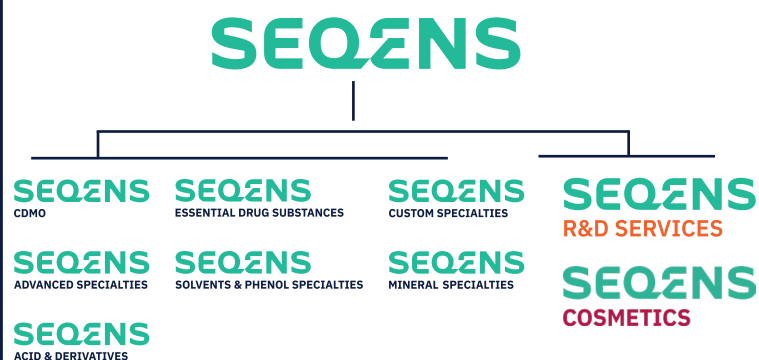 SEQENS
SEQENS
CDMO
SEQENS
ESSENTIAL DRUG SUBSTANCES
SEQENS
CUSTOM SPECIALTIES
SEQENS
R&D SERVICES
SEQENS
ADVANCED SPECIALTIES
SEQENS
SOLVENTS & PHENOL SPECIALTIES
SEQENS
MINERAL SPECIALTIES
SEQENS
COSMETICS
SEQENS
ACID & DERIVATIVES